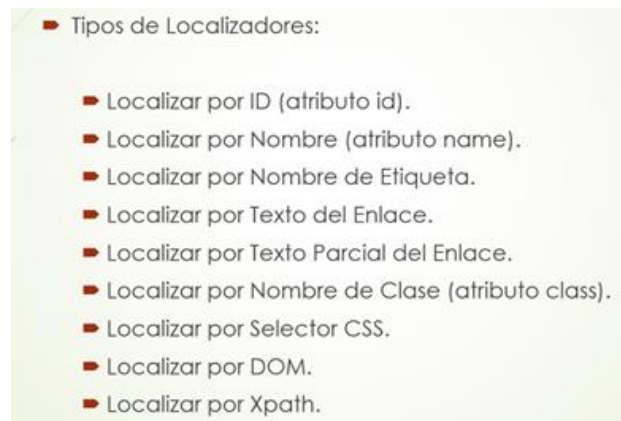 Tipos de Localizadores:
Localizar por ID (atributo id).
Localizar por Nombre (atributo name).
Localizar por Nombre de Etiqueta.
Localizar por Texto del Enlace.
Localizar por Texto Parcial del Enlace.
Localizar por Nombre de Clase (atributo class).
Localizar por Selector CSS.
Localizar por DOM.
Localizar por Xpath.